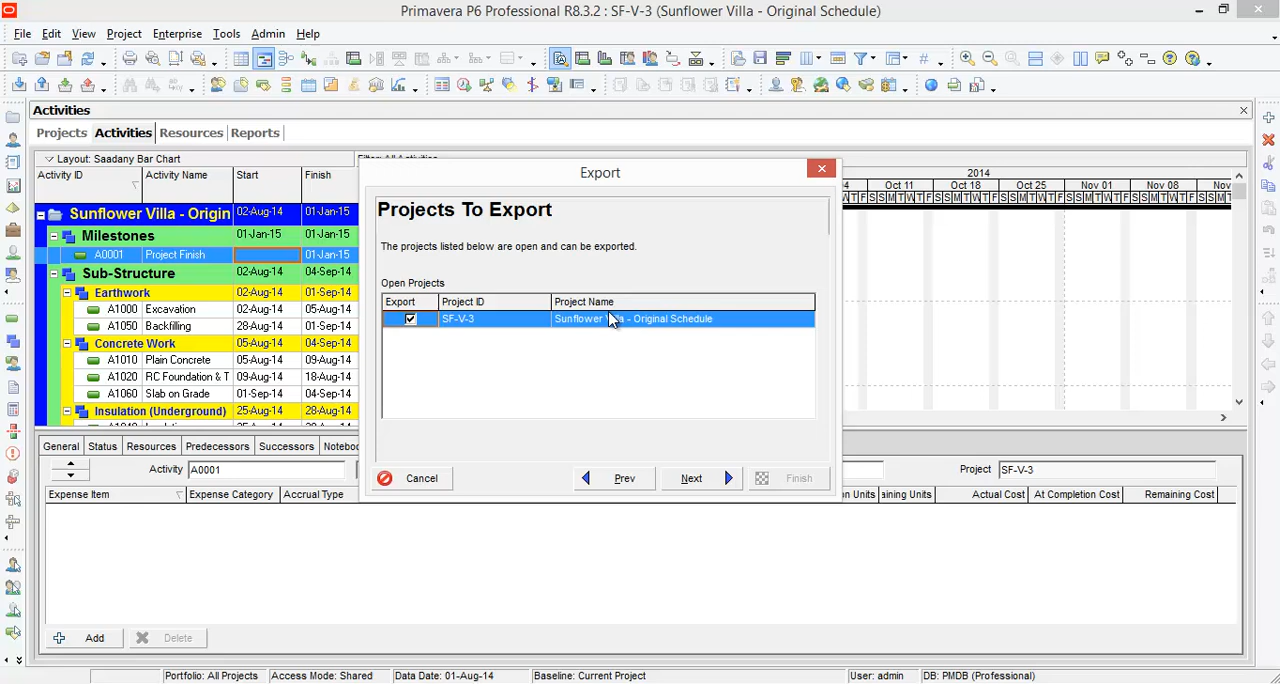 Primavera P6 Professional R8.3.2 : SF-V-3 (Sunflower Villa - Original Schedule)
File Edit View Project Enterprise Tools Admin Help
Activities
Projects Activities Resources Reports
Layout: Saadany Bar Chart
Filter: All Activities
Activity ID Activity Name Start Finish
2014
4 Oct 11 Oct 18 Oct 25 Nov 01 Nov 08 Nov
Sunflower Villa - Origin 02-Aug-14 01-Jan-15
Milestones 01-Jan-15 01-Jan-15
A0001 Project Finish 01-Jan-15
Sub-Structure 02-Aug-14 04-Sep-14
Earthwork 02-Aug-14 01-Sep-14
A1000 Excavation 02-Aug-14 05-Aug-14
A1050 Backfilling 28-Aug-14 01-Sep-14
Concrete Work 05-Aug-14 04-Sep-14
A1010 Plain Concrete 05-Aug-14 09-Aug-14
A1020 RC Foundation & T 09-Aug-14 18-Aug-14
A1060 Slab on Grade 01-Sep-14 04-Sep-14
Insulation (Underground) 25-Aug-14 28-Aug-14
Export
Projects To Export
The projects listed below are open and can be exported.
Open Projects
Export Project ID Project Name
SF-V-3 Sunflower Villa - Original Schedule
Cancel Prev Next Finish
General Status Resources Predecessors Successors Noteboo
Activity A0001 Project SF-V-3
Expense Item Expense Category Accrual Type on Units aining Units Actual Cost At Completion Cost Remaining Cost
Add Delete
Portfolio: All Projects Access Mode: Shared Data Date: 01-Aug-14 Baseline: Current Project User: admin DB: PMDB (Professional)